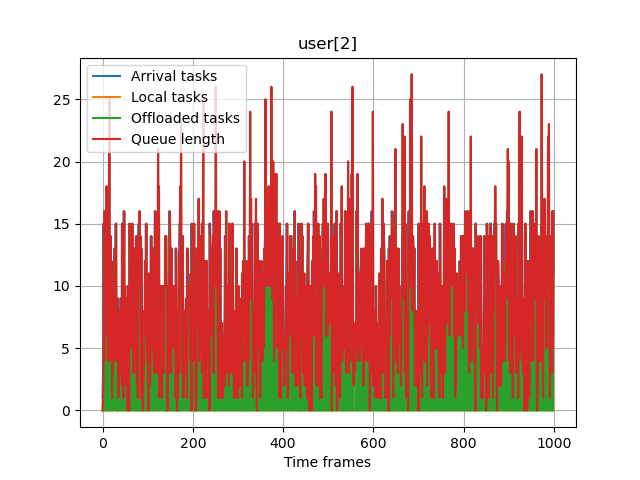 user[2]
Arrival tasks
Local tasks
Offloaded tasks
Queue length
25
20
15
10
5
0
0 200 400 600 800 1000
Time frames